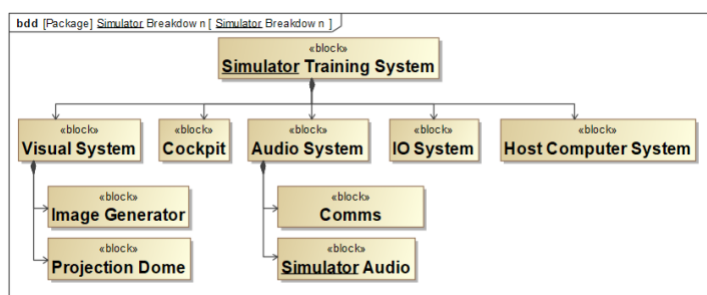 bdd [Package] Simulator Breakdown [ Simulator Breakdown ]
«block»
Simulator Training System
«block»
Visual System
«block»
Cockpit
«block»
Audio System
«block»
IO System
«block»
Host Computer System
«block»
Image Generator
«block»
Comms
«block»
Projection Dome
«block»
Simulator Audio